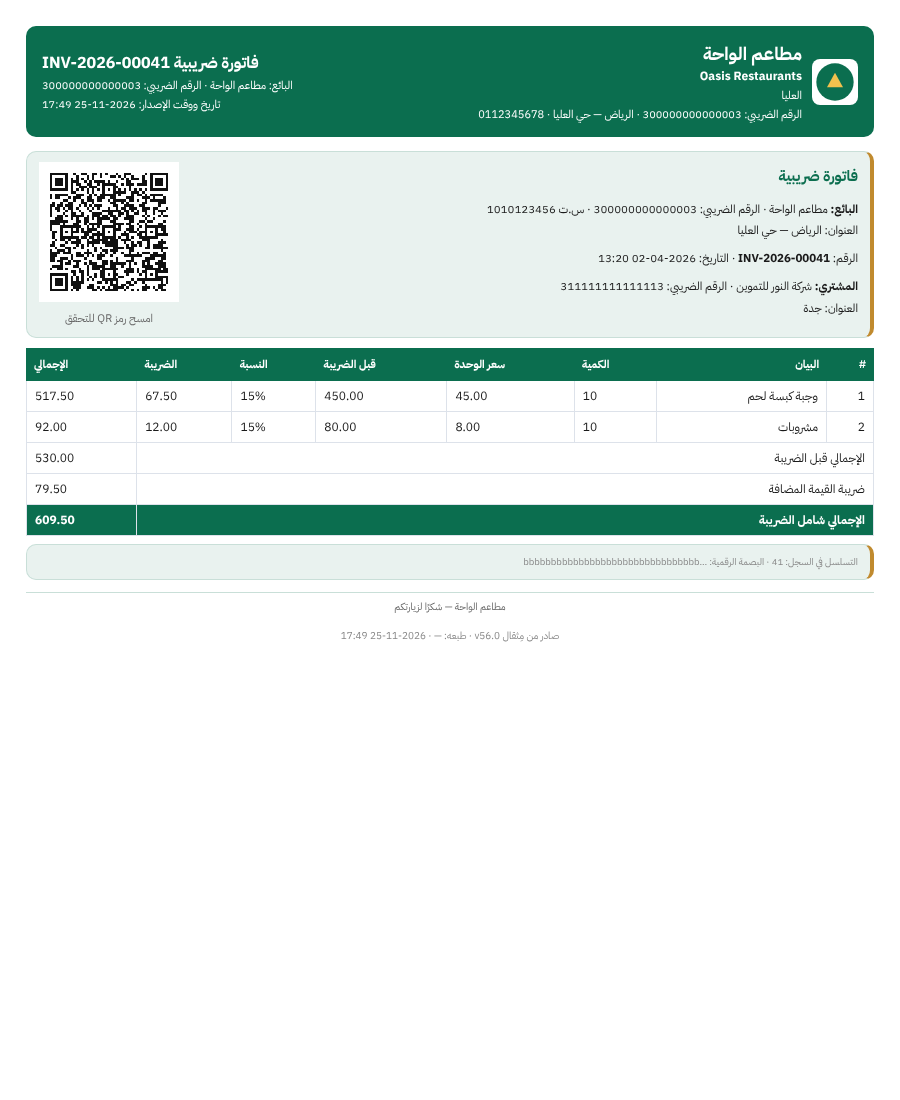 مطاعم الواحة
Oasis Restaurants
العليا
الرقم الضريبي: 300000000000003 · الرياض — حي العليا · 0112345678
فاتورة ضريبية INV-2026-00041
البائع: مطاعم الواحة · الرقم الضريبي: 300000000000003
تاريخ ووقت الإصدار: 2026-11-25 17:49
فاتورة ضريبية
البائع: مطاعم الواحة · الرقم الضريبي: 300000000000003 · س.ت 1010123456
العنوان: الرياض — حي العليا
الرقم: INV-2026-00041 · التاريخ: 2026-04-02 13:20
المشتري: شركة النور للتموين · الرقم الضريبي: 311111111111113
العنوان: جدة
امسح رمز QR للتحقق
# البيان الكمية سعر الوحدة قبل الضريبة النسبة الضريبة الإجمالي
1 وجبة كبسة لحم 10 45.00 450.00 15% 67.50 517.50
2 مشروبات 10 8.00 80.00 15% 12.00 92.00
الإجمالي قبل الضريبة 530.00
ضريبة القيمة المضافة 79.50
الإجمالي شامل الضريبة 609.50
التسلسل في السجل: 41 · البصمة الرقمية: bbbbbbbbbbbbbbbbbbbbbbbbbbbbbbbb…
مطاعم الواحة — شكرًا لزيارتكم
صادر من مِثقال v56.0 · طبعه: — · 2026-11-25 17:49